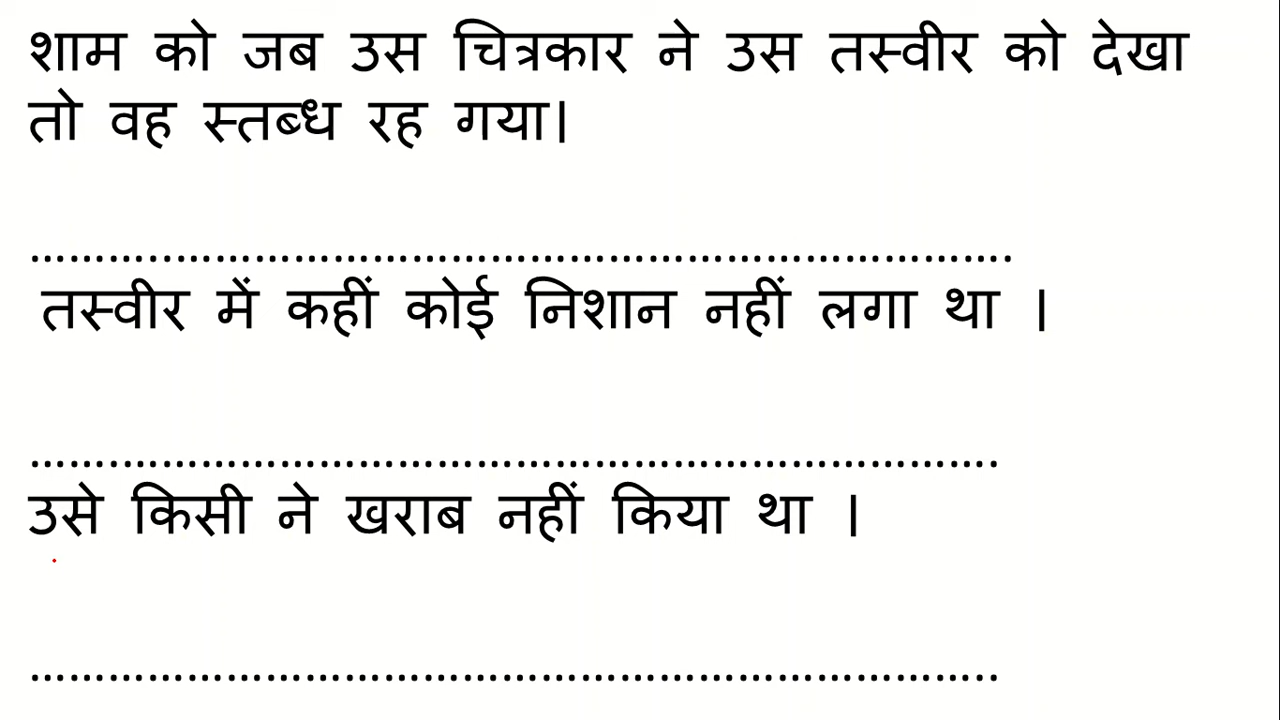 शाम को जब उस चित्रकार ने उस तस्वीर को देखा
तो वह स्तब्ध रह गया।
……………………………………………………………………
तस्वीर में कहीं कोई निशान नहीं लगा था ।
……………………………………………………………………
उसे किसी ने खराब नहीं किया था ।
……………………………………………………………………